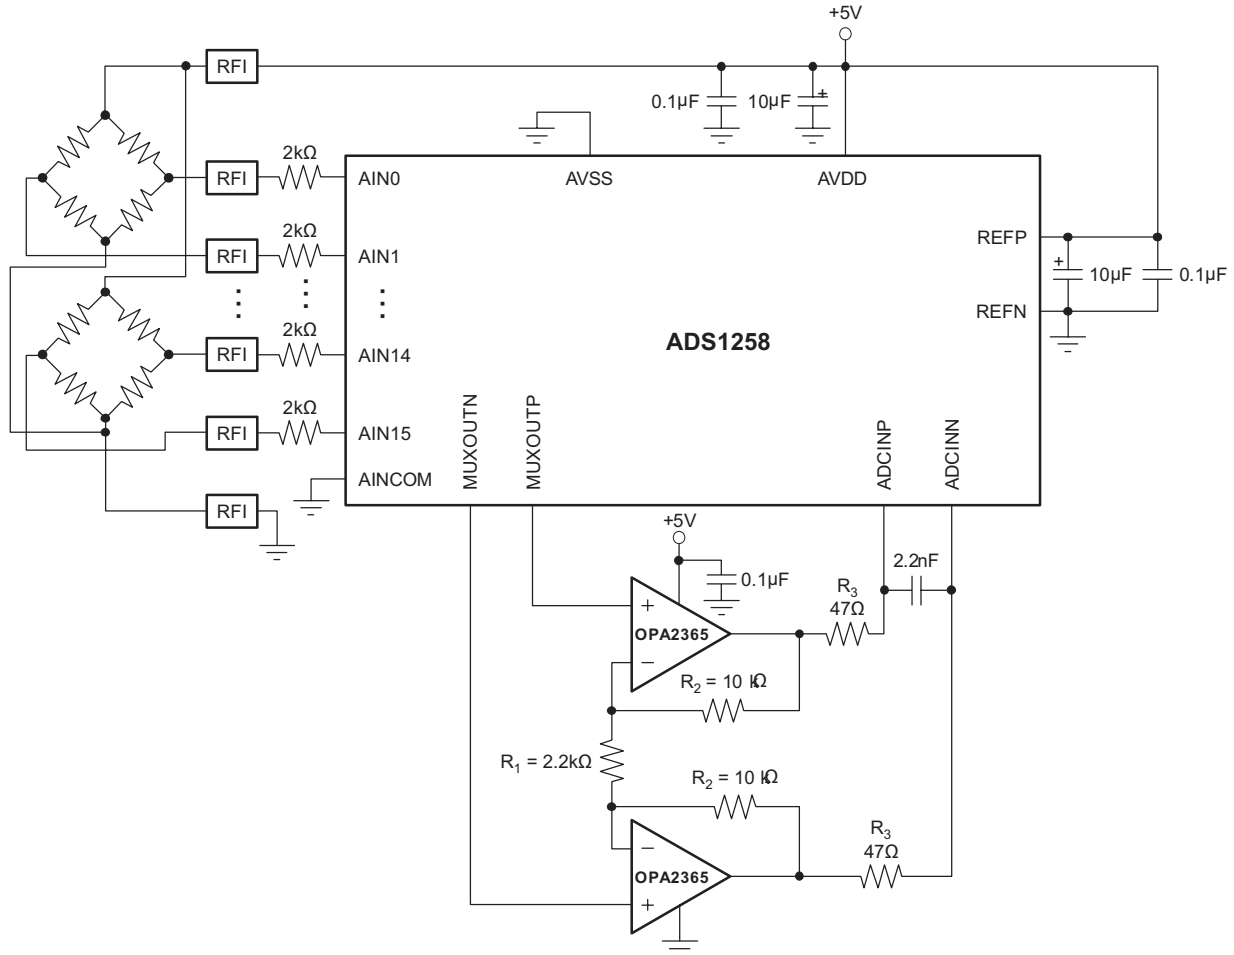 +5V
RFI
0.1µF
10µF
+
2kΩ
RFI
AIN0
AVSS
AVDD
2kΩ
RFI
AIN1
REFP
+
10µF
0.1µF
REFN
2kΩ
RFI
AIN14
ADS1258
2kΩ
RFI
AIN15
MUXOUTN
MUXOUTP
ADCINP
ADCINN
AINCOM
RFI
+5V
0.1µF
2.2nF
+
OPA2365
−
R3
47Ω
R2 = 10 kΩ
R1 = 2.2kΩ
R2 = 10 kΩ
−
OPA2365
+
R3
47Ω